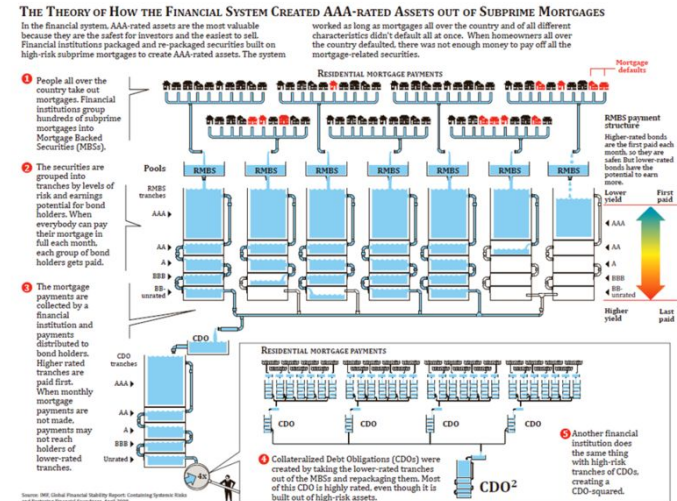 THE THEORY OF HOW THE FINANCIAL SYSTEM CREATED AAA-RATED ASSETS OUT OF SUBPRIME MORTGAGES
In the financial system, AAA-rated assets are the most valuable
because they are the safest for investors and the easiest to sell.
Financial institutions packaged and re-packaged securities built on
high-risk subprime mortgages to create AAA-rated assets. The system
worked as long as mortgages all over the country and of all different
characteristics didn't default all at once. When homeowners all over
the country defaulted, there was not enough money to pay off all the
mortgage-related securities.
Mortgage
defaults
RESIDENTIAL MORTGAGE PAYMENTS
1 People all over the
country take out
mortgages. Financial
institutions group
hundreds of subprime
mortgages into
Mortgage Backed
Securities (MBSs).
RMBS payment
structure
Higher-rated bonds
are the first paid each
month, so they are
safer. But lower-rated
bonds have the
potential to earn
more.
Lower
yield
First
paid
AAA
AA
A
BBB
BB-
unrated
Higher
yield
Last
paid
2 The securities are
grouped into
tranches by levels of
risk and earnings
potential for bond
holders. When
everybody can pay
their mortgage in
full each month,
each group of bond
holders gets paid.
Pools
RMBS RMBS RMBS RMBS RMBS RMBS RMBS
RMBS
tranches
AAA
AA
A
BBB
BB-
unrated
3 The mortgage
payments are
collected by a
financial
institution and
payments
distributed to
bond holders.
Higher rated
tranches are
paid first.
When monthly
mortgage
payments are
not made,
payments may
not reach
holders of
lower-rated
tranches.
CDO
CDO
tranches
AAA
AA
A
BBB
Unrated
4x
RESIDENTIAL MORTGAGE PAYMENTS
CDO CDO CDO CDO
4 Collateralized Debt Obligations (CDOs) were
created by taking the lower-rated tranches
out of the MBSs and repackaging them. Most
of this CDO is highly rated, even though it is
built out of high-risk assets.
CDO²
5 Another financial
institution does
the same thing
with high-risk
tranches of CDOs,
creating a
CDO-squared.
Source: IMF, Global Financial Stability Report: Containing Systemic Risks